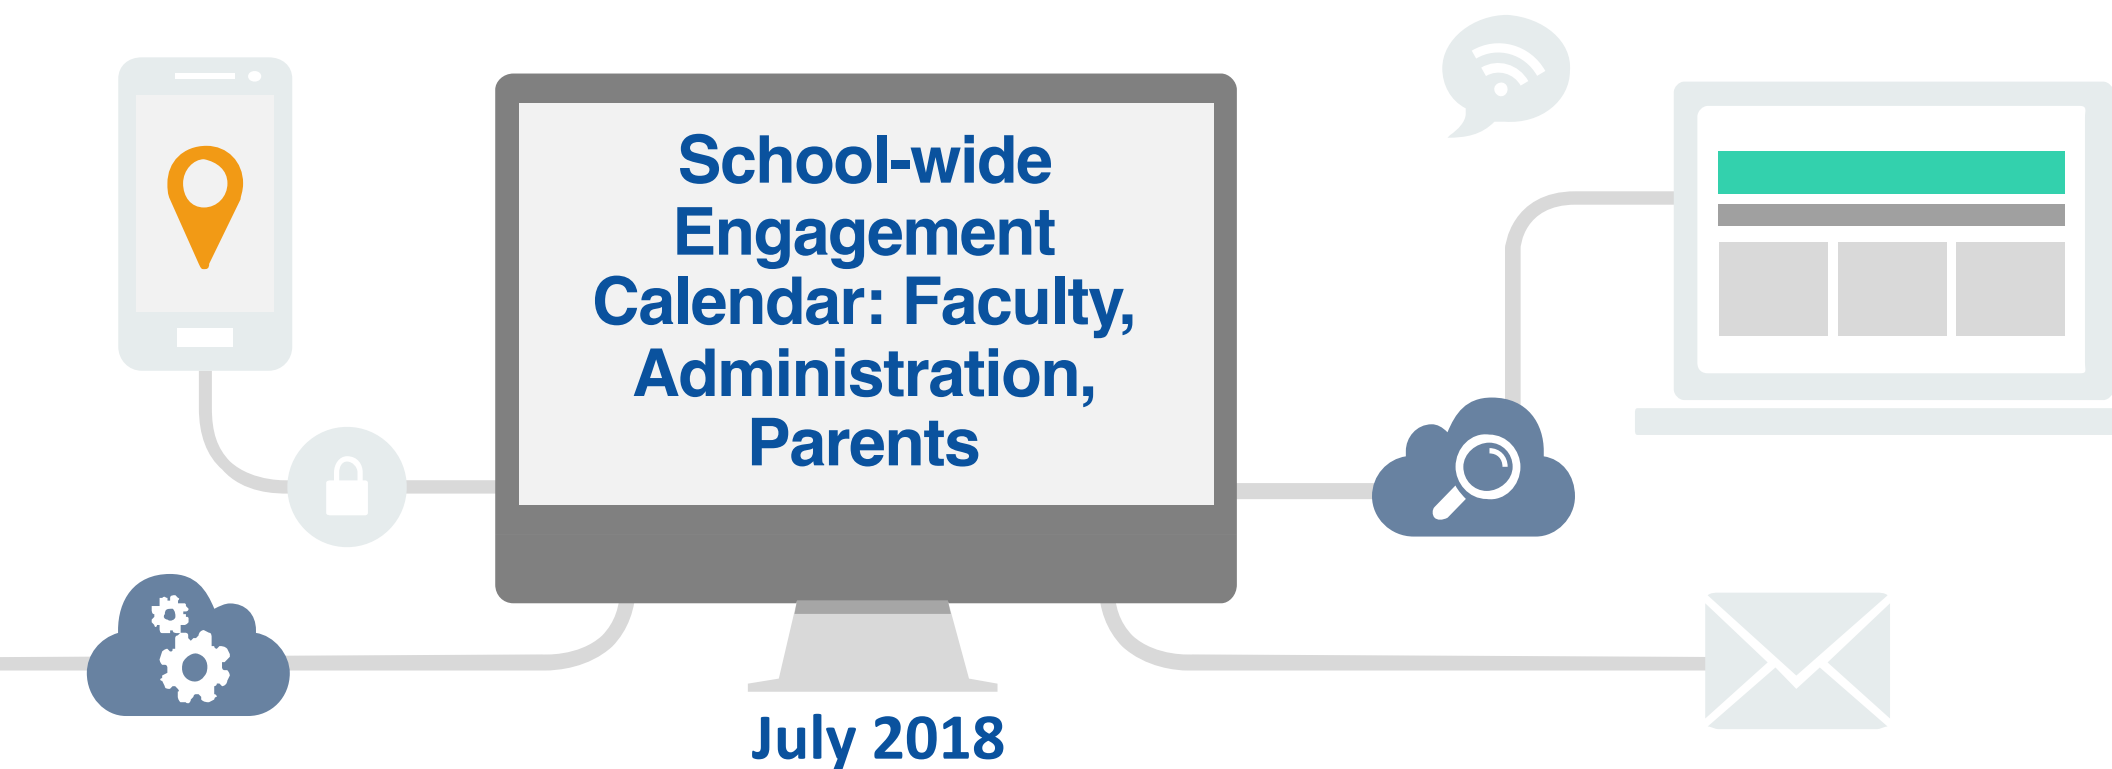 School-wide
Engagement
Calendar: Faculty,
Administration,
Parents
July 2018